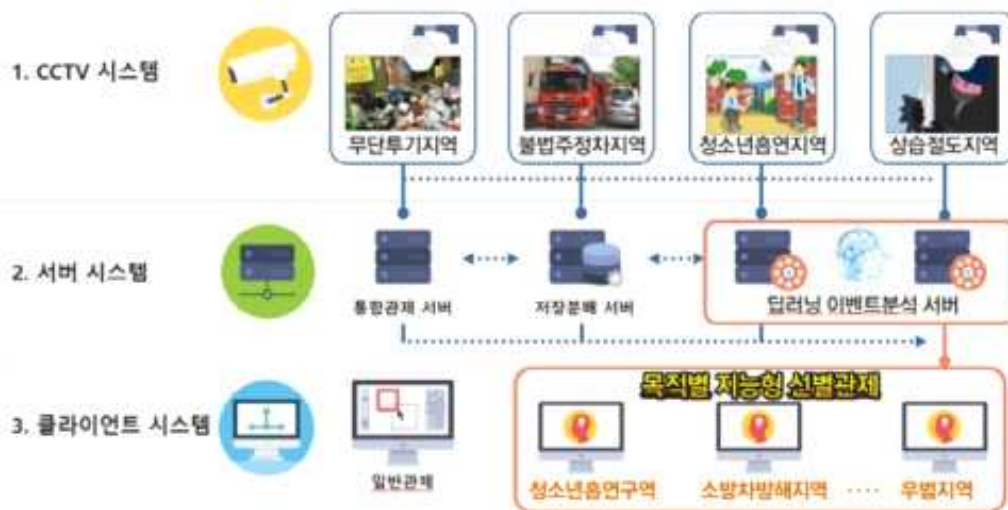 1. CCTV 시스템
무단투기지역
불법주정차지역
청소년흡연지역
상습절도지역
2. 서버 시스템
통합관제 서버
저장분배 서버
딥러닝 이벤트분석 서버
목적별 지능형 선별관제
3. 클라이언트 시스템
일반관제
청소년흡연구역
소방차방해지역
우범지역